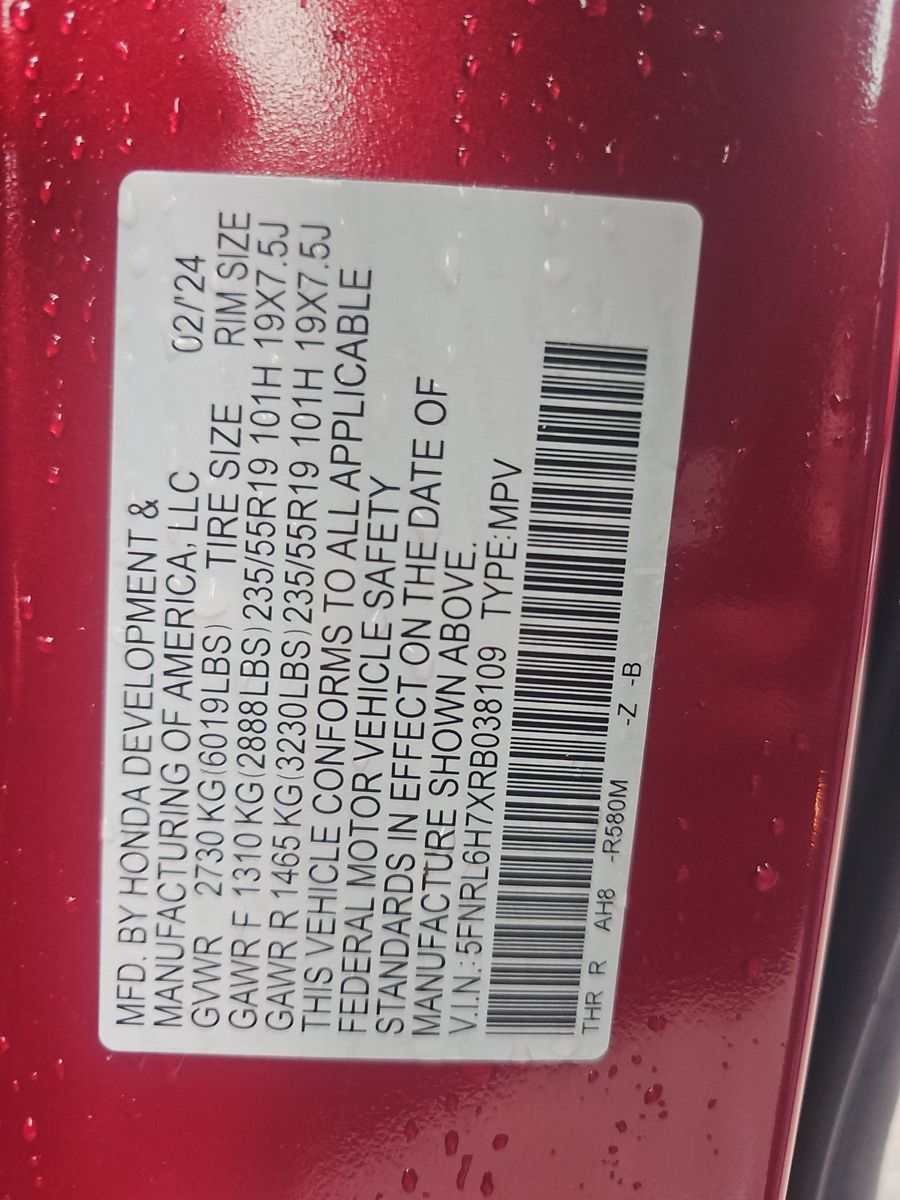 MFD. BY HONDA DEVELOPMENT &
MANUFACTURING OF AMERICA, LLC 02/'24
GVWR 2730 KG(6019LBS) TIRE SIZE RIM SIZE
GAWR F 1310 KG(2888LBS) 235/55R19 101H 19X7.5J
GAWR R 1465 KG(3230LBS) 235/55R19 101H 19X7.5J
THIS VEHICLE CONFORMS TO ALL APPLICABLE
FEDERAL MOTOR VEHICLE SAFETY
STANDARDS IN EFFECT ON THE DATE OF
MANUFACTURE SHOWN ABOVE.
V.I.N.:5FNRL6H7XRB038109 TYPE:MPV
THR R AH8 -R580M -Z -B